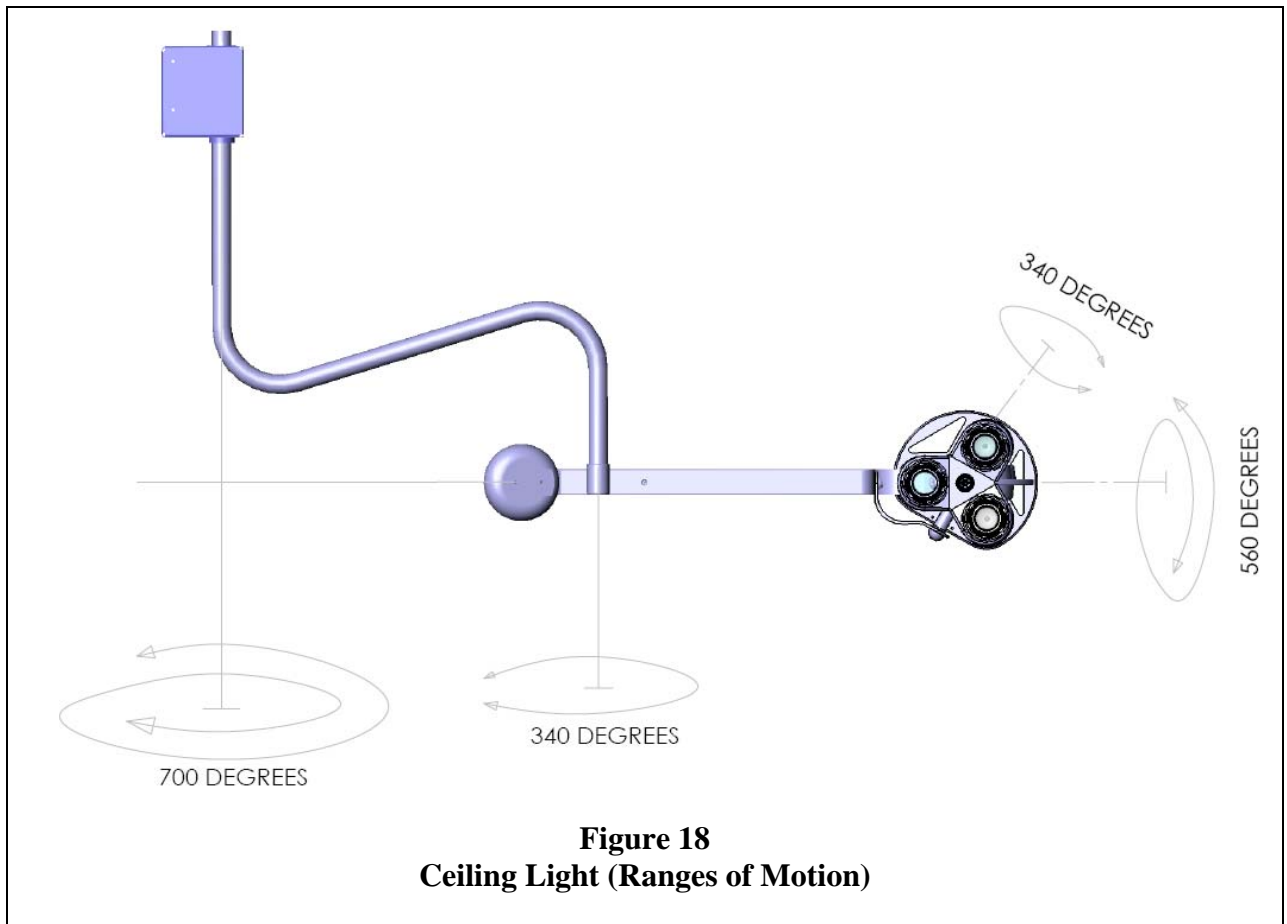 340 DEGREES
560 DEGREES
340 DEGREES
700 DEGREES
Figure 18
Ceiling Light (Ranges of Motion)